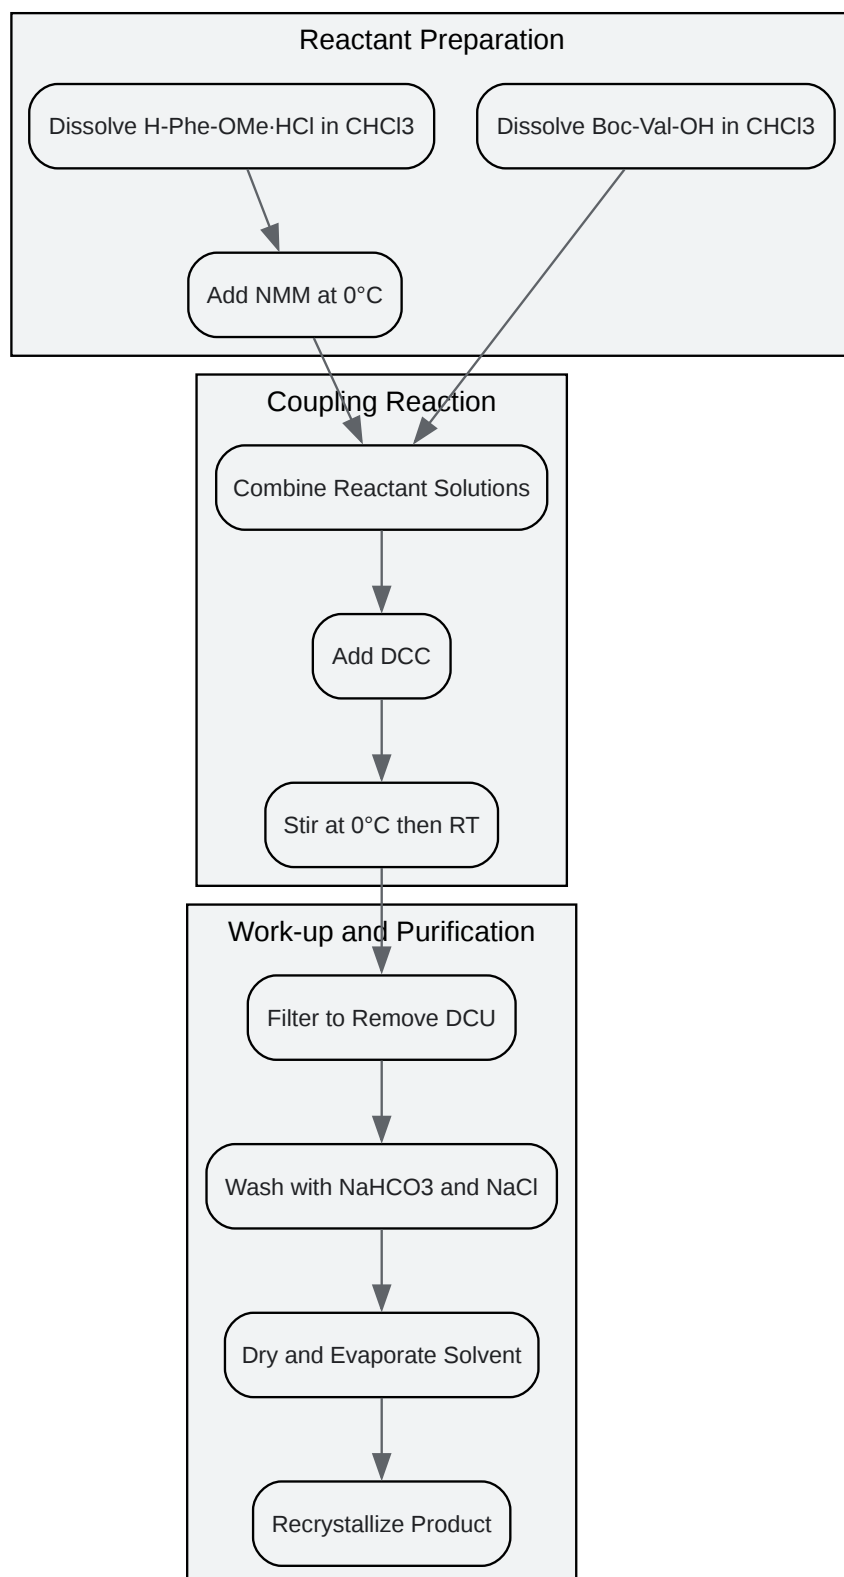 Reactant Preparation
Dissolve H-Phe-OMe·HCl in CHCl3
Dissolve Boc-Val-OH in CHCl3
Add NMM at 0°C
Coupling Reaction
Combine Reactant Solutions
Add DCC
Stir at 0°C then RT
Work-up and Purification
Filter to Remove DCU
Wash with NaHCO3 and NaCl
Dry and Evaporate Solvent
Recrystallize Product